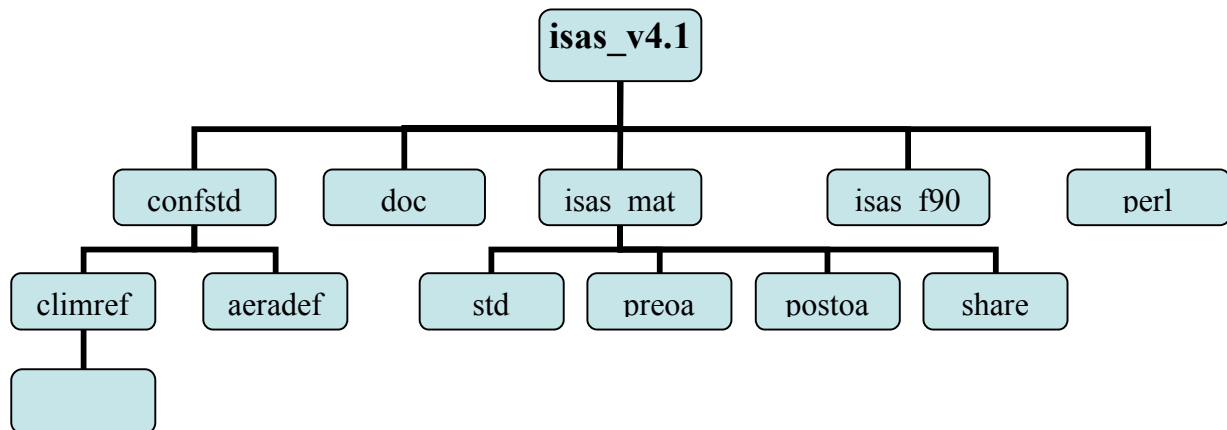 isas_v4.1
confstd
doc
isas_mat
isas_f90
perl
climref
aeradef
std
preoa
postoa
share